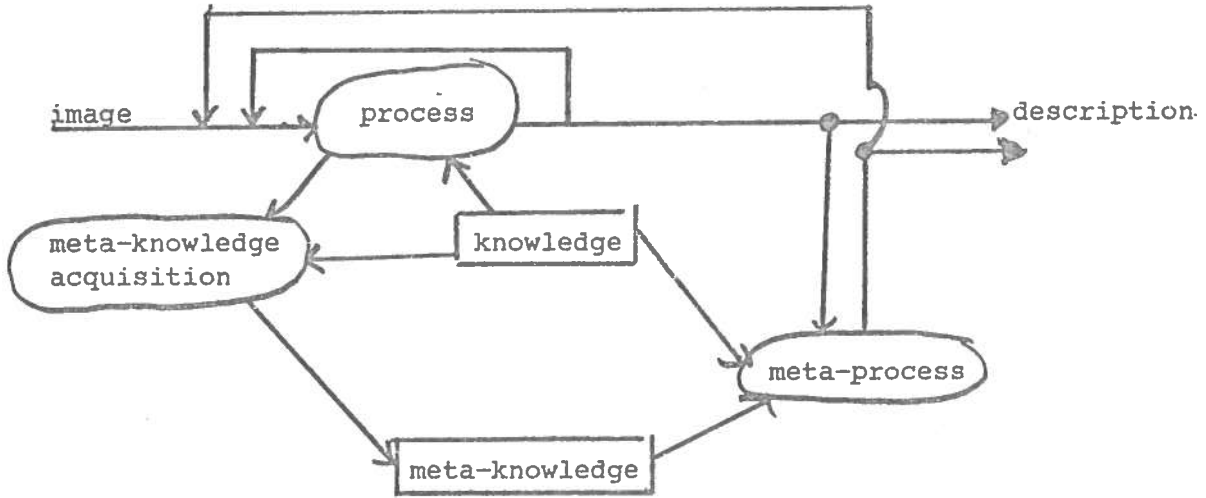 image
process
description
meta-knowledge
acquisition
knowledge
meta-process
meta-knowledge